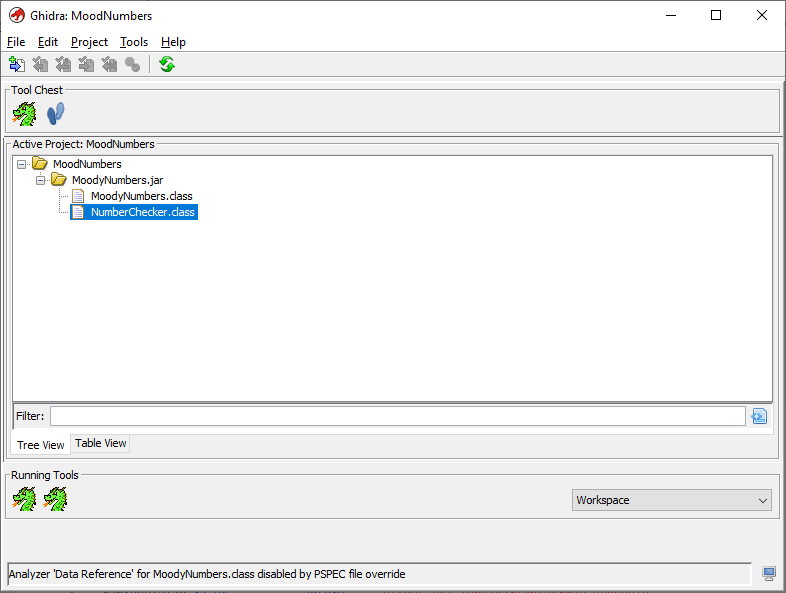 Ghidra: MoodNumbers
File Edit Project Tools Help
Tool Chest
Active Project: MoodNumbers
MoodNumbers
MoodyNumbers.jar
MoodyNumbers.class
NumberChecker.class
Filter:
Tree View Table View
Running Tools
Workspace
Analyzer 'Data Reference' for MoodyNumbers.class disabled by PSPEC file override